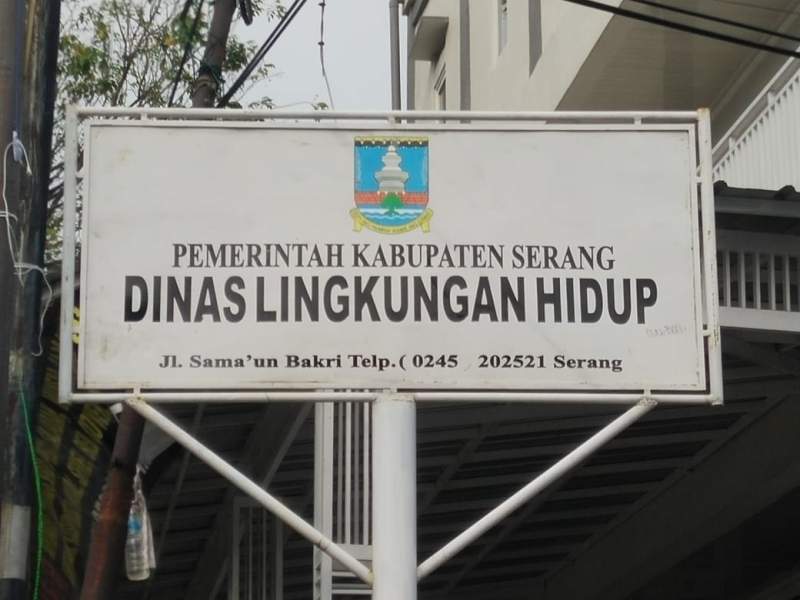 PEMERINTAH KABUPATEN SERANG
DINAS LINGKUNGAN HIDUP
Jl. Sama'un Bakri Telp.( 0245 202521 Serang